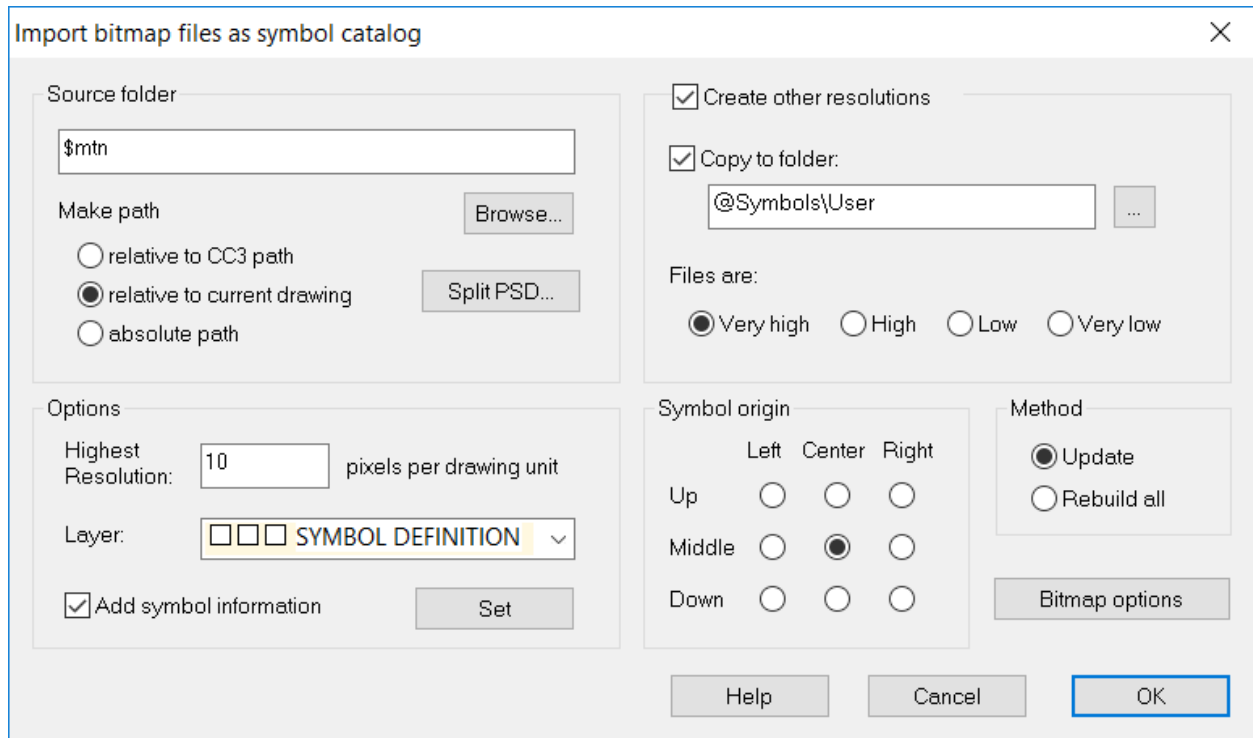 Import bitmap files as symbol catalog
Source folder
$mtn
Make path
Browse...
relative to CC3 path
relative to current drawing
Split PSD...
absolute path
Create other resolutions
Copy to folder:
@Symbols\User
...
Files are:
Very high High Low Very low
Options
Highest
Resolution:
10
pixels per drawing unit
Layer:
SYMBOL DEFINITION
Add symbol information
Set
Symbol origin
Left Center Right
Up
Middle
Down
Method
Update
Rebuild all
Bitmap options
Help
Cancel
OK